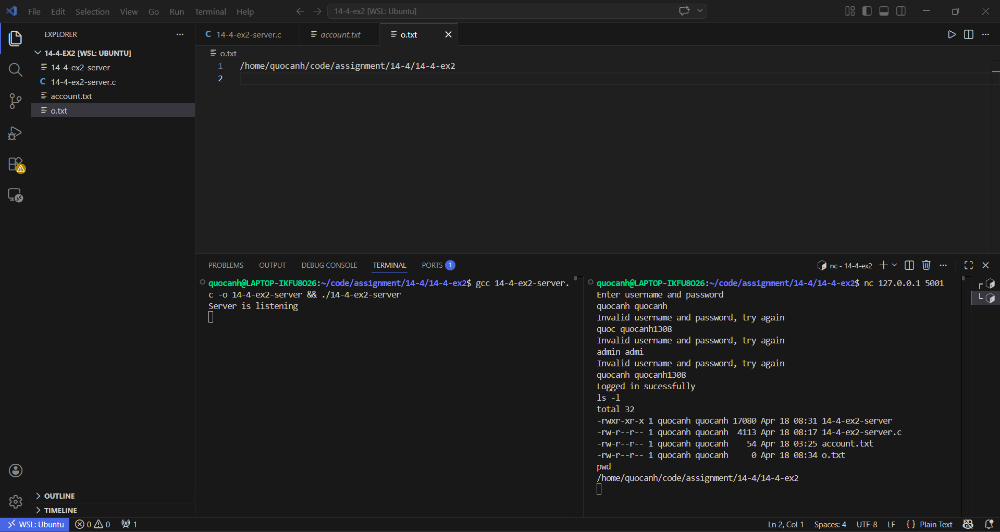 File Edit Selection View Go Run Terminal Help
14-4-ex2 [WSL: Ubuntu]
EXPLORER
14-4-EX2 [WSL: UBUNTU]
14-4-ex2-server
C 14-4-ex2-server.c
account.txt
o.txt
OUTLINE
TIMELINE
C 14-4-ex2-server.c
account.txt
o.txt
o.txt
1 /home/quocanh/code/assignment/14-4/14-4-ex2
2
PROBLEMS OUTPUT DEBUG CONSOLE TERMINAL PORTS 1
nc - 14-4-ex2
quocanh@LAPTOP-IKFU8O26:~/code/assignment/14-4/14-4-ex2$ gcc 14-4-ex2-server.
c -o 14-4-ex2-server && ./14-4-ex2-server
Server is listening
quocanh@LAPTOP-IKFU8O26:~/code/assignment/14-4/14-4-ex2$ nc 127.0.0.1 5001
Enter username and password
quocanh quocanh
Invalid username and password, try again
quoc quocanh1308
Invalid username and password, try again
admin admi
Invalid username and password, try again
quocanh quocanh1308
Logged in sucessfully
ls -l
total 32
-rwxr-xr-x 1 quocanh quocanh 17080 Apr 18 08:31 14-4-ex2-server
-rw-r--r-- 1 quocanh quocanh  4113 Apr 18 08:17 14-4-ex2-server.c
-rw-r--r-- 1 quocanh quocanh    54 Apr 18 03:25 account.txt
-rw-r--r-- 1 quocanh quocanh     0 Apr 18 08:34 o.txt
pwd
/home/quocanh/code/assignment/14-4/14-4-ex2
WSL: Ubuntu 0 0 1
Ln 2, Col 1 Spaces: 4 UTF-8 LF {} Plain Text